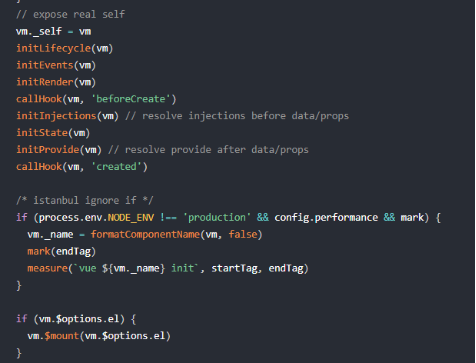 }
// expose real self
vm._self = vm
initLifecycle(vm)
initEvents(vm)
initRender(vm)
callHook(vm, 'beforeCreate')
initInjections(vm) // resolve injections before data/props
initState(vm)
initProvide(vm) // resolve provide after data/props
callHook(vm, 'created')

/* istanbul ignore if */
if (process.env.NODE_ENV !== 'production' && config.performance && mark) {
  vm._name = formatComponentName(vm, false)
  mark(endTag)
  measure(`vue ${vm._name} init`, startTag, endTag)
}

if (vm.$options.el) {
  vm.$mount(vm.$options.el)
}